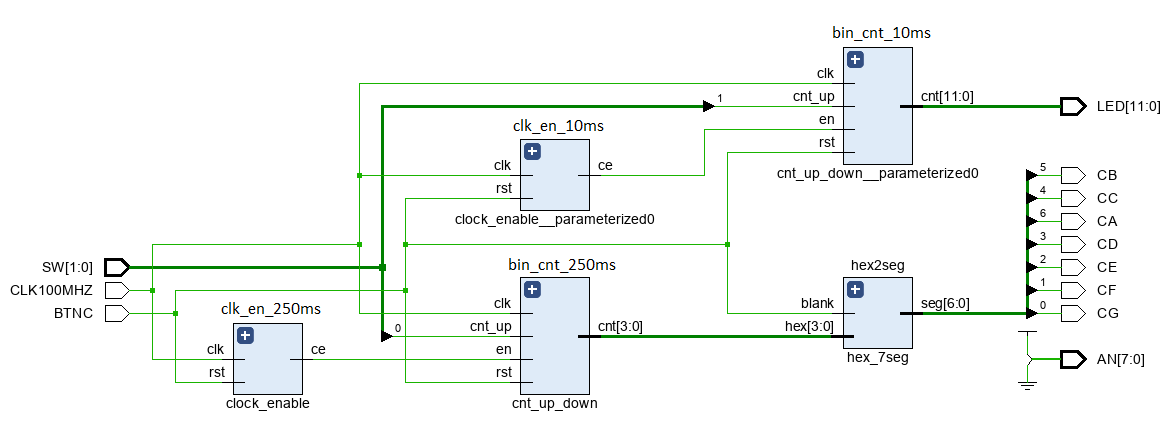 bin_cnt_10ms
clk
cnt_up
en
rst
cnt[11:0]
cnt_up_down__parameterized0
1
LED[11:0]
clk_en_10ms
clk
rst
ce
clock_enable__parameterized0
SW[1:0]
CLK100MHZ
BTNC
clk_en_250ms
clk
rst
ce
clock_enable
0
bin_cnt_250ms
clk
cnt_up
en
rst
cnt[3:0]
cnt_up_down
hex2seg
blank
hex[3:0]
seg[6:0]
hex_7seg
5 CB
4 CC
6 CA
3 CD
2 CE
1 CF
0 CG
AN[7:0]